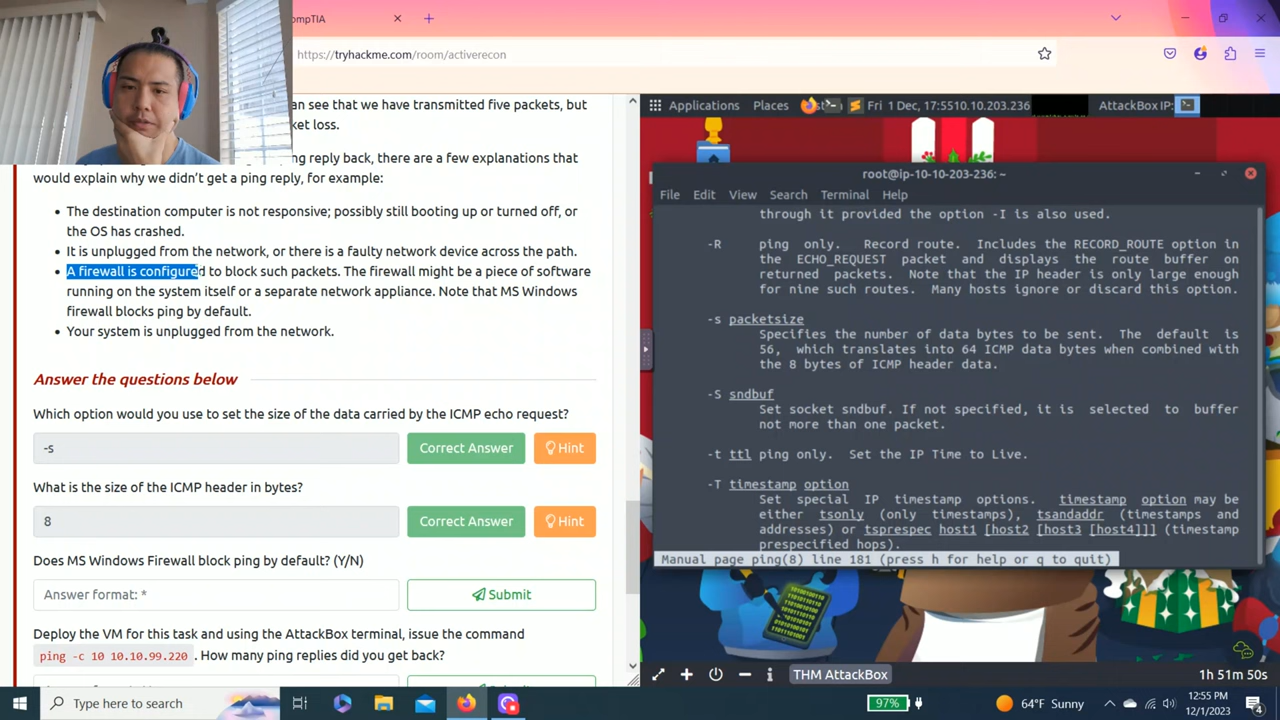 ompTIA
https://tryhackme.com/room/activerecon
an see that we have transmitted five packets, but
ket loss.
ing reply back, there are a few explanations that
would explain why we didn't get a ping reply, for example:
• The destination computer is not responsive; possibly still booting up or turned off, or
the OS has crashed.
• It is unplugged from the network, or there is a faulty network device across the path.
• A firewall is configured to block such packets. The firewall might be a piece of software
running on the system itself or a separate network appliance. Note that MS Windows
firewall blocks ping by default.
• Your system is unplugged from the network.
Answer the questions below
Which option would you use to set the size of the data carried by the ICMP echo request?
-s
Correct Answer
Hint
What is the size of the ICMP header in bytes?
8
Correct Answer
Hint
Does MS Windows Firewall block ping by default? (Y/N)
Answer format: *
Submit
Deploy the VM for this task and using the AttackBox terminal, issue the command
ping -c 10 10.10.99.220 . How many ping replies did you get back?
Applications Places Fri 1 Dec, 17:55 10.10.203.236 AttackBox IP:
root@ip-10-10-203-236: ~
File Edit View Search Terminal Help
through it provided the option -I is also used.
-R ping only. Record route. Includes the RECORD_ROUTE option in
the ECHO_REQUEST packet and displays the route buffer on
returned packets. Note that the IP header is only large enough
for nine such routes. Many hosts ignore or discard this option.
-s packetsize
Specifies the number of data bytes to be sent. The default is
56, which translates into 64 ICMP data bytes when combined with
the 8 bytes of ICMP header data.
-S sndbuf
Set socket sndbuf. If not specified, it is selected to buffer
not more than one packet.
-t ttl ping only. Set the IP Time to Live.
-T timestamp option
Set special IP timestamp options. timestamp option may be
either tsonly (only timestamps), tsandaddr (timestamps and
addresses) or tsprespec host1 [host2 [host3 [host4]]] (timestamp
prespecified hops).
Manual page ping(8) line 181 (press h for help or q to quit)
THM AttackBox
1h 51m 50s
Type here to search
97%
64°F Sunny
12:55 PM
12/1/2023
4